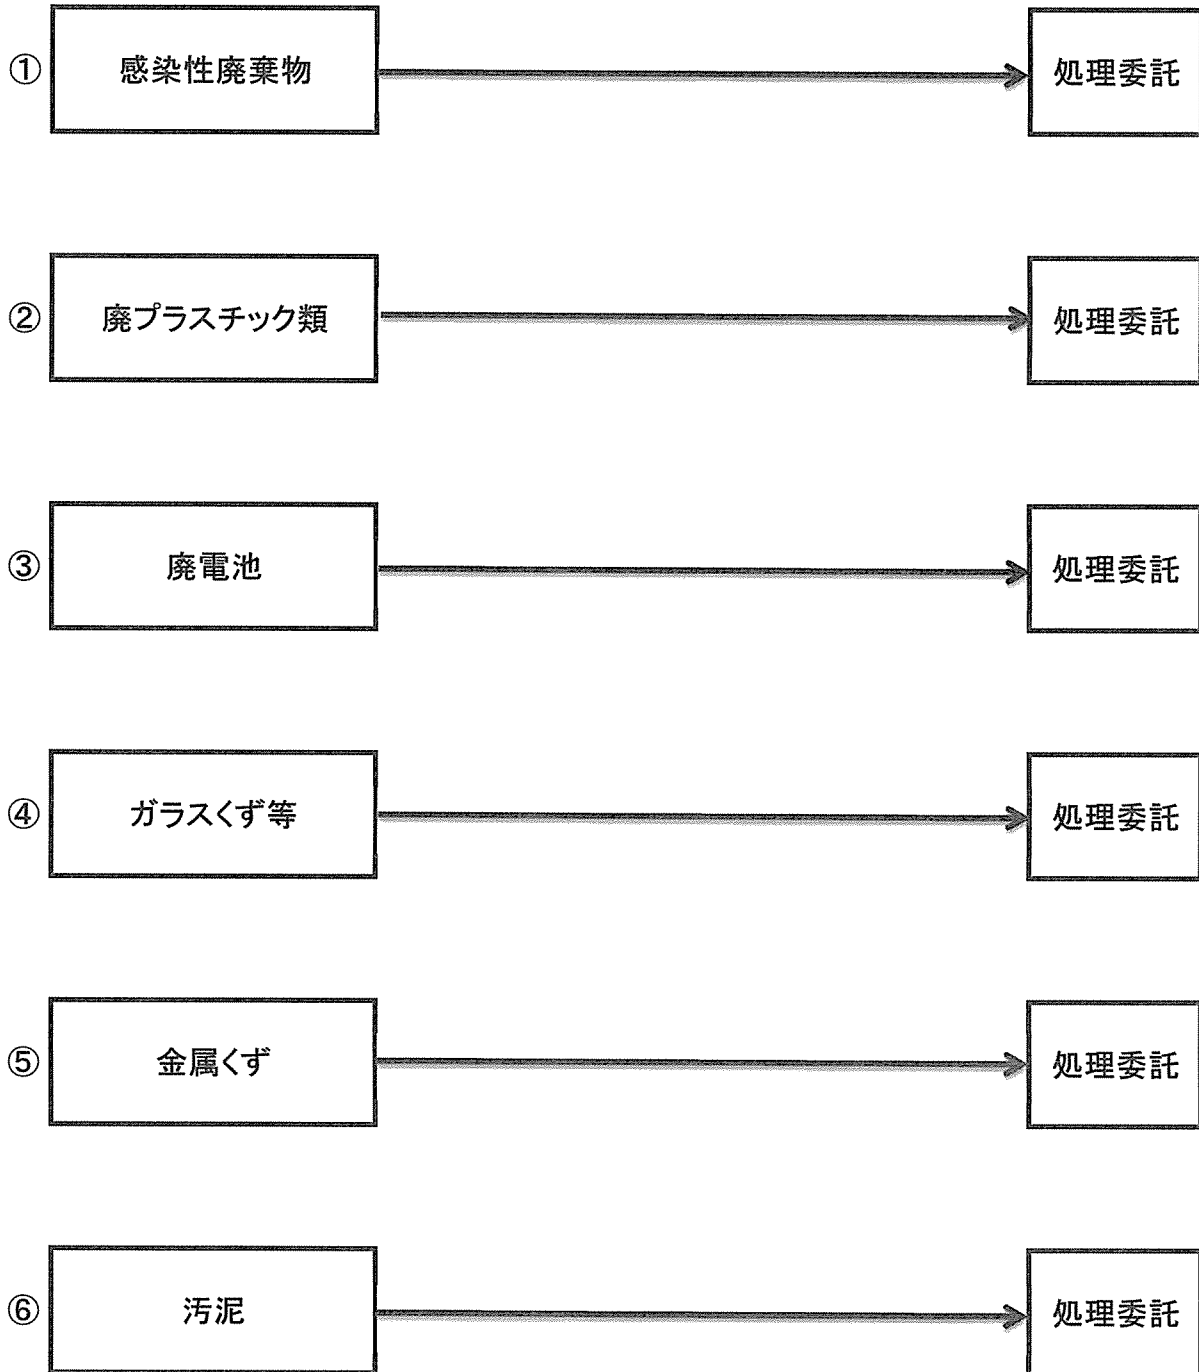 ① 感染性廃棄物 処理委託
② 廃プラスチック類 処理委託
③ 廃電池 処理委託
④ ガラスくず等 処理委託
⑤ 金属くず 処理委託
⑥ 汚泥 処理委託